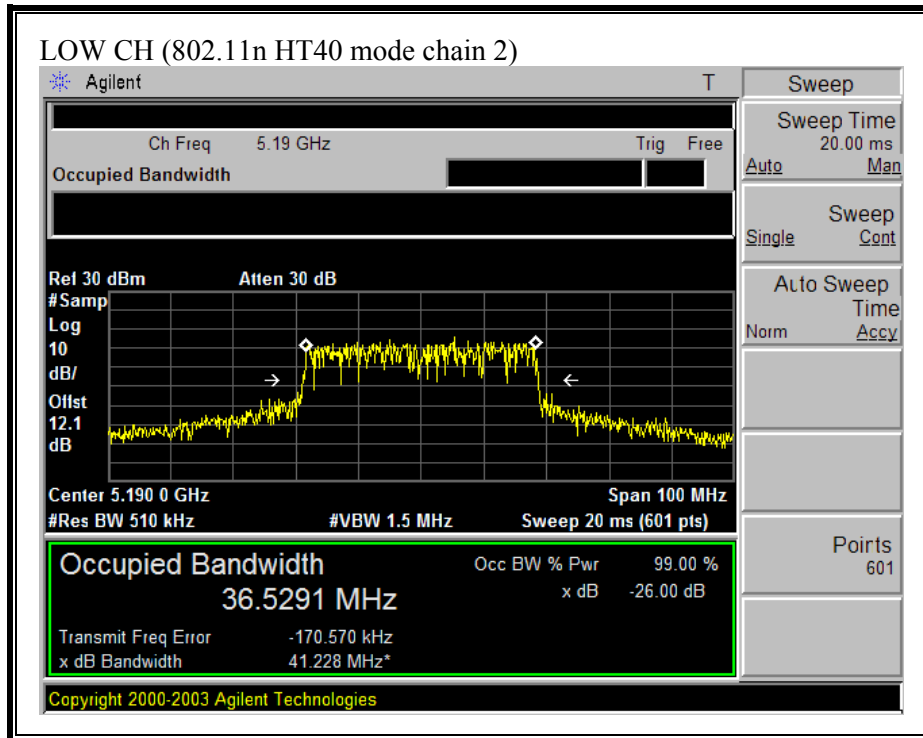 LOW CH (802.11n HT40 mode chain 2)
Agilent T
Ch Freq 5.19 GHz Trig Free
Occupied Bandwidth
Ref 30 dBm Atten 30 dB
#Samp
Log
10
dB/
Offst
12.1
dB
Center 5.190 0 GHz Span 100 MHz
#Res BW 510 kHz #VBW 1.5 MHz Sweep 20 ms (601 pts)
Occupied Bandwidth
36.5291 MHz
Occ BW % Pwr 99.00 %
x dB -26.00 dB
Transmit Freq Error -170.570 kHz
x dB Bandwidth 41.228 MHz*
Copyright 2000-2003 Agilent Technologies
Sweep
Sweep Time
20.00 ms
Auto Man
Sweep
Single Cont
Auto Sweep
Time
Norm Accy
Points
601